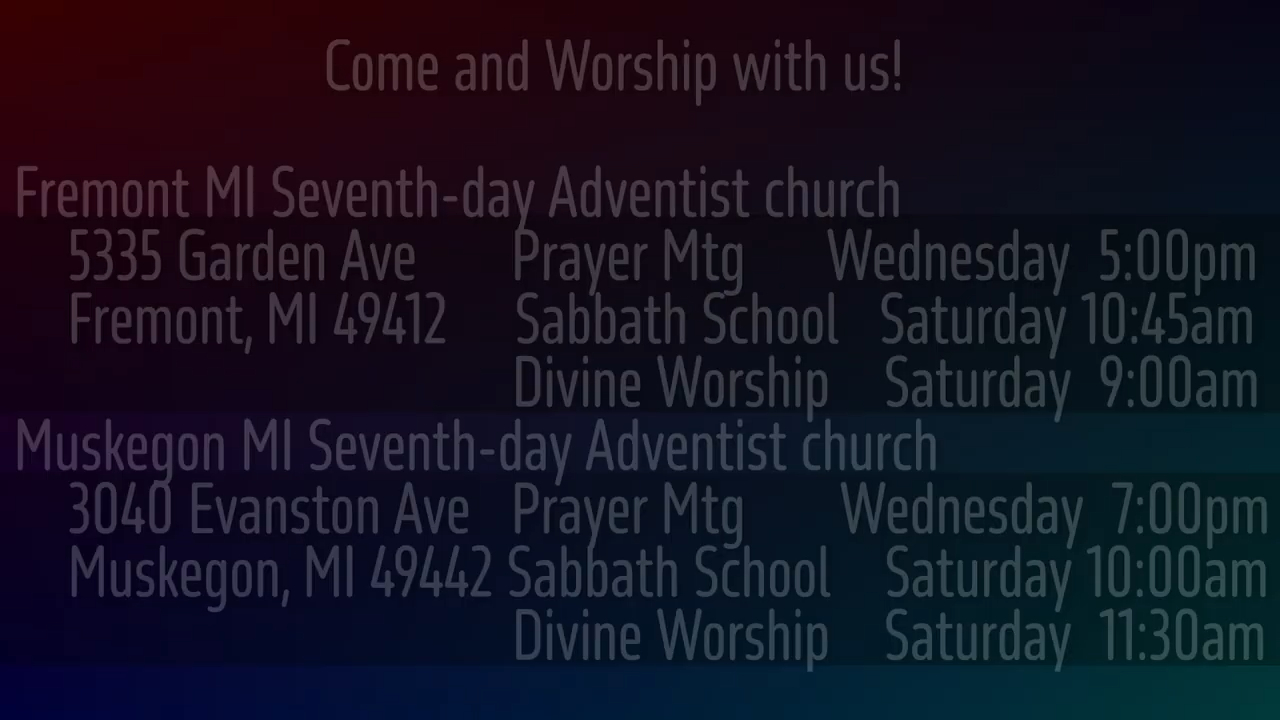 Come and Worship with us!
Fremont MI Seventh-day Adventist church
5335 Garden Ave Prayer Mtg Wednesday 5:00pm
Fremont, MI 49412 Sabbath School Saturday 10:45am
Divine Worship Saturday 9:00am
Muskegon MI Seventh-day Adventist church
3040 Evanston Ave Prayer Mtg Wednesday 7:00pm
Muskegon, MI 49442 Sabbath School Saturday 10:00am
Divine Worship Saturday 11:30am